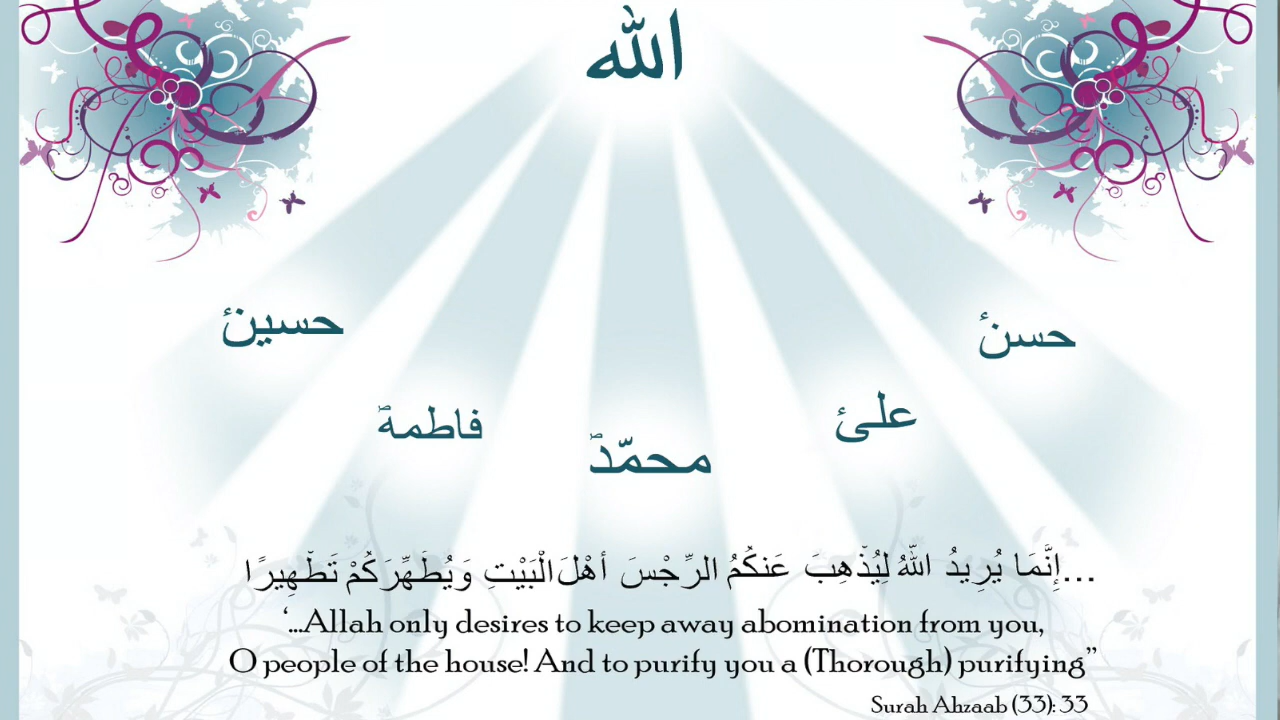 الله
حسنؑ
حسينؑ
علیؑ
فاطمهؐ
محمّدؐ
...إِنَّمَا يُرِيدُ اللَّهُ لِيُذْهِبَ عَنكُمُ الرِّجْسَ أَهْلَ الْبَيْتِ وَيُطَهِّرَكُمْ تَطْهِيرًا
‘...Allah only desires to keep away abomination from you,
O people of the house! And to purify you a (Thorough) purifying”
Surah Ahzaab (33): 33